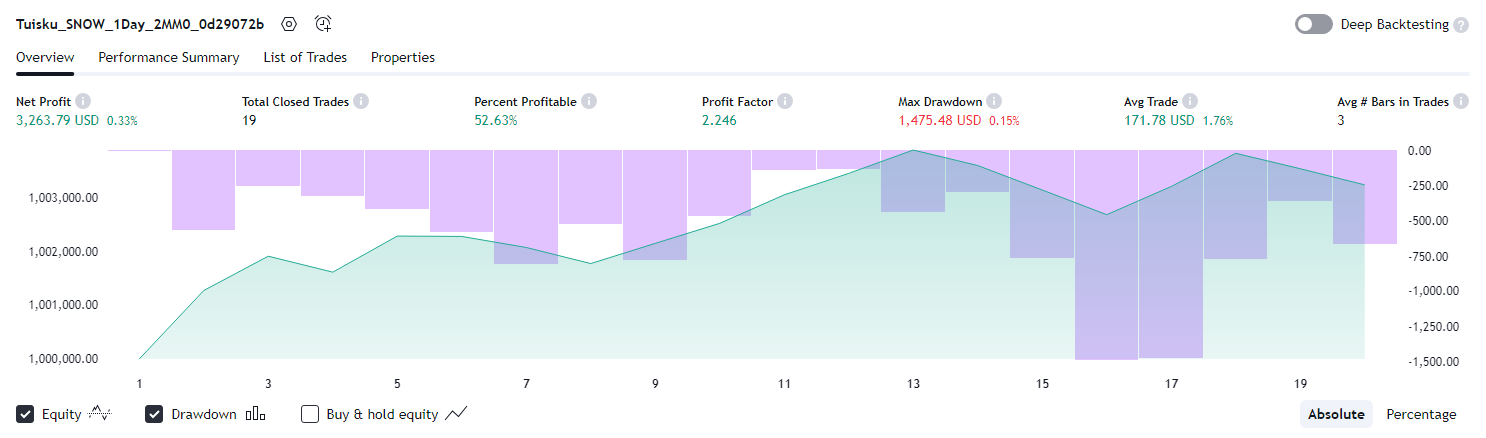 Tuisku_SNOW_1Day_2MM0_0d29072b
Deep Backtesting ?
Overview Performance Summary List of Trades Properties
Net Profit i Total Closed Trades i Percent Profitable i Profit Factor i Max Drawdown i Avg Trade i Avg # Bars in Trades i
3,263.79 USD 0.33% 19 52.63% 2.246 1,475.48 USD 0.15% 171.78 USD 1.76% 3
0.00
1,003,000.00 -250.00
-500.00
1,002,000.00 -750.00
1,001,000.00 -1,000.00
-1,250.00
1,000,000.00 -1,500.00
1 3 5 7 9 11 13 15 17 19
Equity Drawdown Buy & hold equity Absolute Percentage